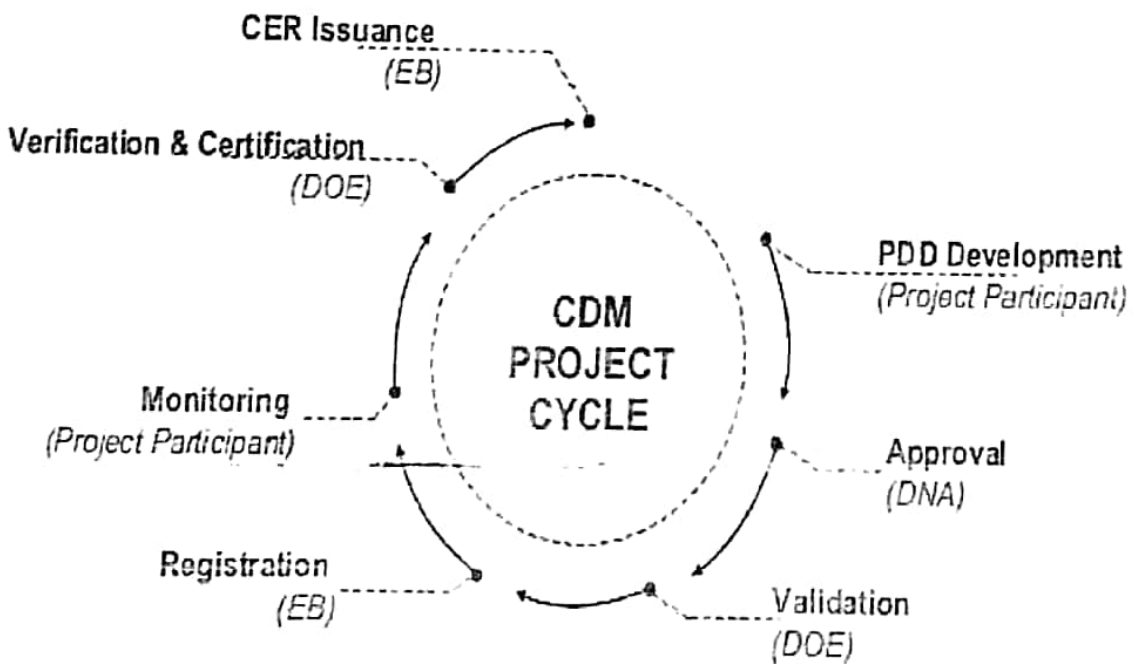 CER Issuance
(EB)
Verification & Certification
(DOE)
PDD Development
(Project Participant)
CDM
PROJECT
CYCLE
Monitoring
(Project Participant)
Approval
(DNA)
Registration
(EB)
Validation
(DOE)